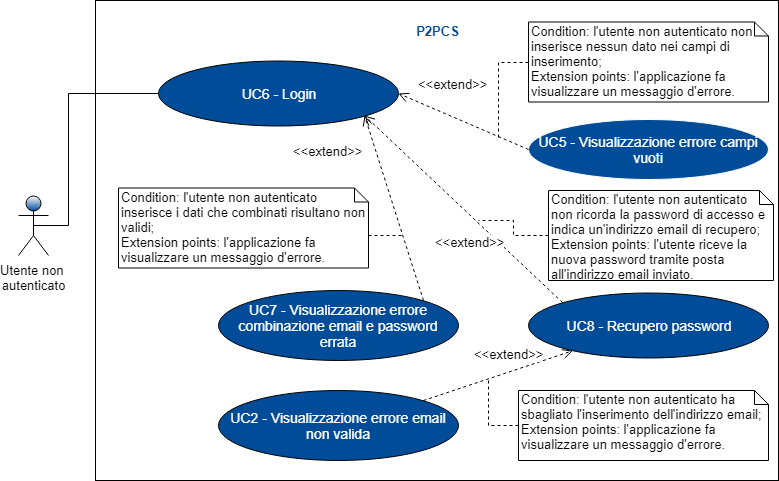 P2PCS
Condition: l'utente non autenticato non
inserisce nessun dato nei campi di
inserimento;
Extension points: l'applicazione fa
visualizzare un messaggio d'errore.
<<extend>>
UC6 - Login
UC5 - Visualizzazione errore campi
vuoti
<<extend>>
Condition: l'utente non autenticato
inserisce i dati che combinati risultano non
validi;
Extension points: l'applicazione fa
visualizzare un messaggio d'errore.
Condition: l'utente non autenticato
non ricorda la password di accesso e
indica un'indirizzo email di recupero;
Extension points: l'utente riceve la
nuova password tramite posta
all'indirizzo email inviato.
<<extend>>
Utente non
autenticato
UC7 - Visualizzazione errore
combinazione email e password
errata
UC8 - Recupero password
<<extend>>
UC2 - Visualizzazione errore email
non valida
Condition: l'utente non autenticato ha
sbagliato l'inserimento dell'indirizzo email;
Extension points: l'applicazione fa
visualizzare un messaggio d'errore.